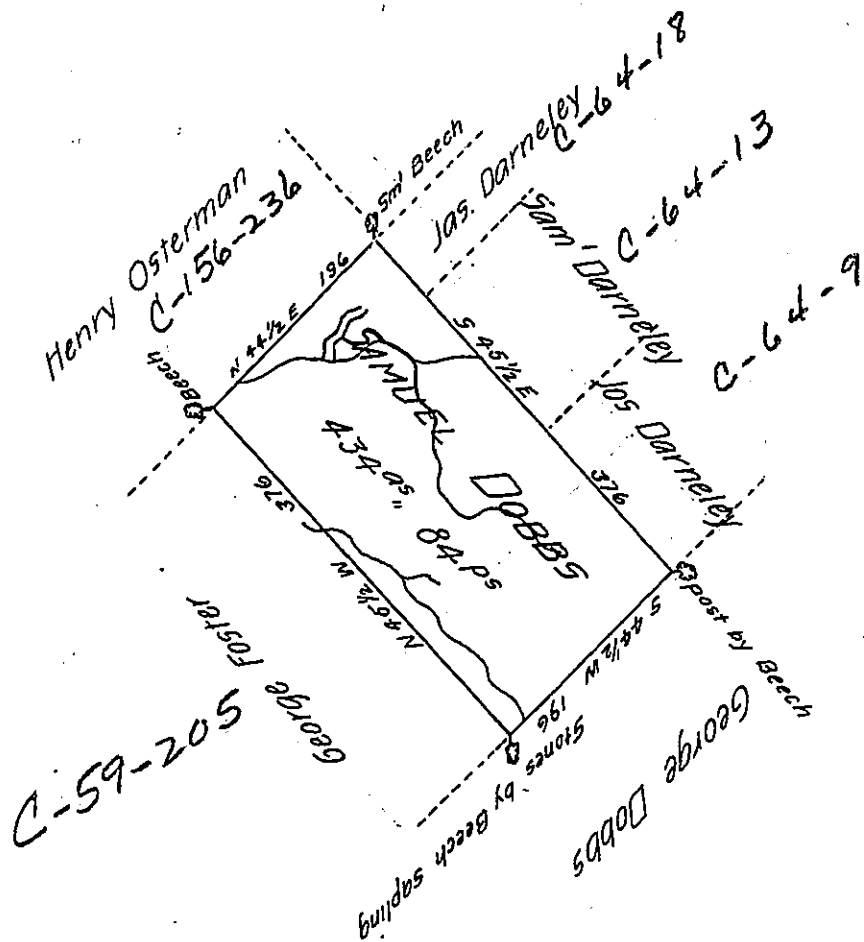 Henry Osterman
C-156-236
Sml Beech
Jas. Darneley
C-64-18
Sam' Darneley
C-64-13
Jos Darneley
C-64-9
Beech
N 44½ E 196
S 45½ E 376
SAMUEL DOBBS
434 as " 84 ps
376
N 45½ W
S 44½ W
196
post by Beech
Stones by Beech sapling
George Foster
C-59-205
George Dobbs